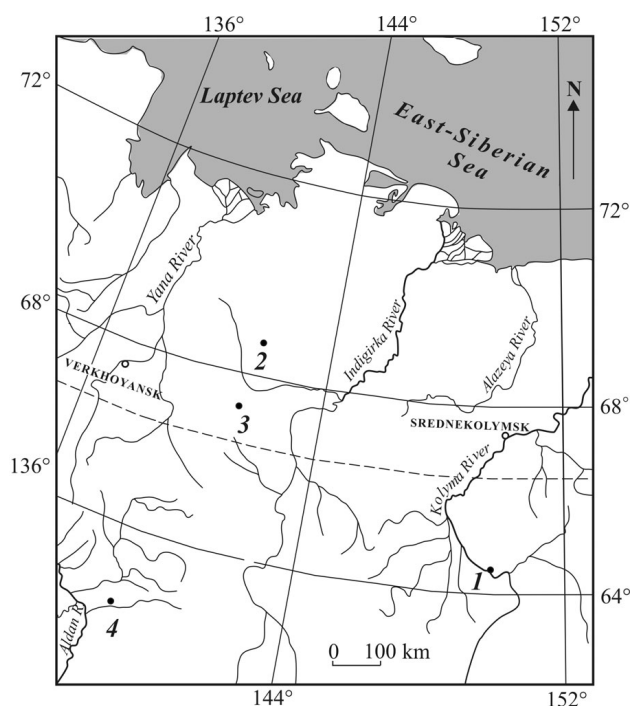 136° 144° 152°
72°
Laptev Sea
East-Siberian
Sea
N
72°
Yana River
68°
Indigirka River
Alazeya River
2
VERKHOYANSK
3
68°
SREDNEKOLYMSK
136°
Kolyma River
1
64°
Aldan R.
4
0 100 km
144° 152°